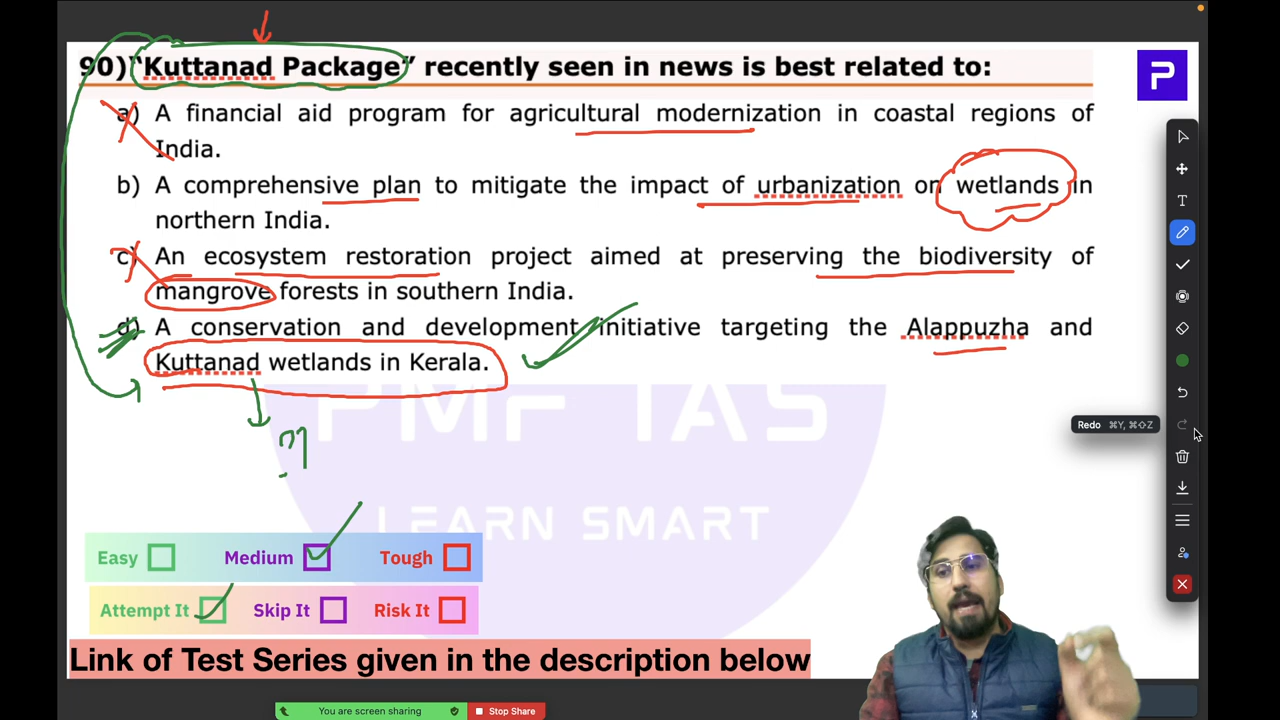 90) "Kuttanad Package" recently seen in news is best related to:
P
a) A financial aid program for agricultural modernization in coastal regions of
India.
b) A comprehensive plan to mitigate the impact of urbanization on wetlands in
northern India.
c) An ecosystem restoration project aimed at preserving the biodiversity of
mangrove forests in southern India.
d) A conservation and development initiative targeting the Alappuzha and
Kuttanad wetlands in Kerala.
PMF IAS
Redo ⌘Y, ⌘⇧Z
LEARN SMART
Easy Medium Tough
Attempt It Skip It Risk It
Link of Test Series given in the description below
You are screen sharing Stop Share